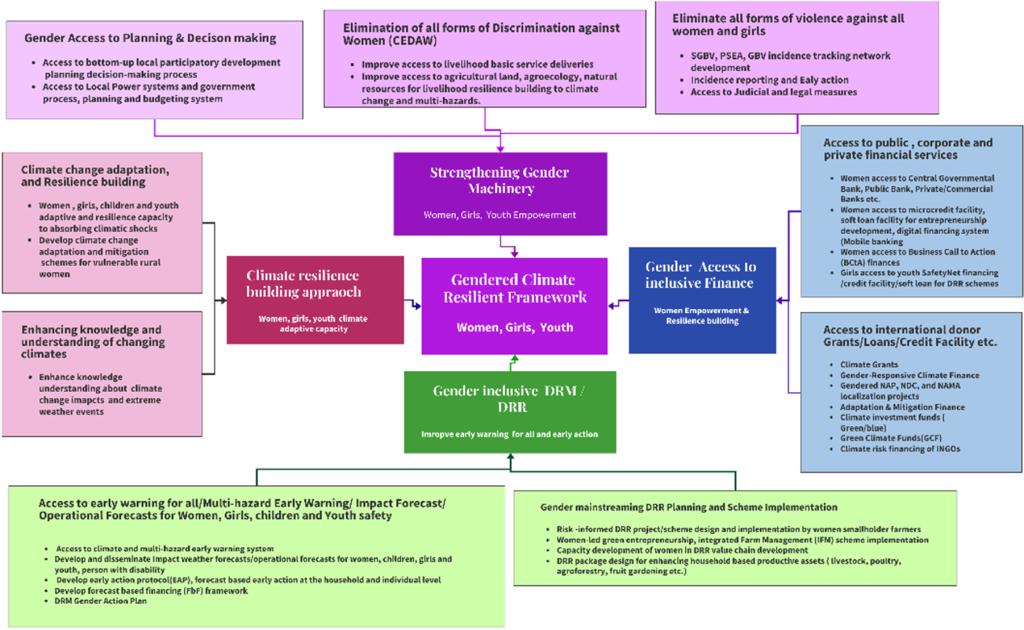 Gender Access to Planning & Decison making
Access to bottom-up local participatory development
planning decision-making process
Access to Local Power systems and government
process, planning and budgeting system
Elimination of all forms of Discrimination against
Women (CEDAW)
Improve access to livelihood basic service deliveries
Improve access to agricultural land, agroecology, natural
resources for livelihood resilience building to climate
change and multi-hazards.
Eliminate all forms of violence against all
women and girls
SGBV, PSEA, GBV incidence tracking network
development
Incidence reporting and Ealy action
Access to Judicial and legal measures
Climate change adaptation,
and Resilience building
Women , girls, children and youth
adaptive and resilience capacity
to absorbing climatic shocks
Develop climate change
adaptation and mitigation
schemes for vulnerable rural
women
Strengthening Gender
Machinery
Women, Girls, Youth Empowerment
Access to public , corporate and
private financial services
Women access to Central Governmental
Bank, Public Bank, Private/Commercial
Banks etc.
Women access to microcredit facility,
soft loan facility for entrepreneurship
development, digital financing system
(Mobile banking
Women access to Business Call to Action
(BCtA) finances
Girls access to youth SafetyNet financing
/credit facility/soft loan for DRR schemes
Climate resilience
building appraoch
Women, girls, youth climate
adaptive capacity
Gendered Climate
Resilient Framework
Women, Girls, Youth
Gender Access to
inclusive Finance
Women Empowerment &
Resilience building
Enhancing knowledge and
understanding of changing
climates
Enhance knowledge
understanding about climate
change imapcts and extreme
weather events
Access to international donor
Grants/Loans/Credit Facility etc.
Climate Grants
Gender-Responsive Climate Finance
Gendered NAP, NDC, and NAMA
localization projects
Adaptation & Mitigation Finance
Climate investment funds (
Green/blue)
Green Climate Funds(GCF)
Climate risk financing of INGOs
Gender inclusive DRM /
DRR
Imropve early warning for all and early action
Access to early warning for all/Multi-hazard Early Warning/ Impact Forecast/
Operational Forecasts for Women, Girls, children and Youth safety
Access to climate and multi-hazard early warning system
Develop and disseminate Impact weather forecasts/operational forecasts for women, children, girls and
youth, person with disability
Develop early action protocol(EAP), forecast based early action at the household and individual level
Develop forecast based financing (FbF) framework
DRM Gender Action Plan
Gender mainstreaming DRR Planning and Scheme Implementation
Risk -informed DRR project/scheme design and implementation by women smallholder farmers
Women-led green entrepreneurship, integrated Farm Management (IFM) scheme implementation
Capacity development of women in DRR value chain development
DRR package design for enhancing household based productive assets ( livestock, poultry,
agroforestry, fruit gardening etc.)